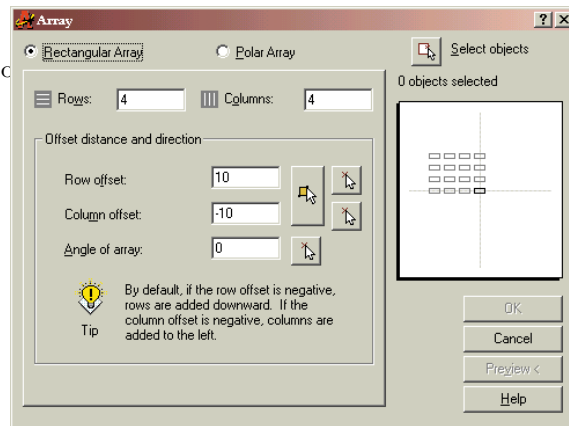 Array
Rectangular Array
Polar Array
Select objects
0 objects selected
Rows: 4
Columns: 4
Offset distance and direction
Row offset: 10
Column offset: -10
Angle of array: 0
Tip
By default, if the row offset is negative,
rows are added downward. If the
column offset is negative, columns are
added to the left.
OK
Cancel
Preview <
Help